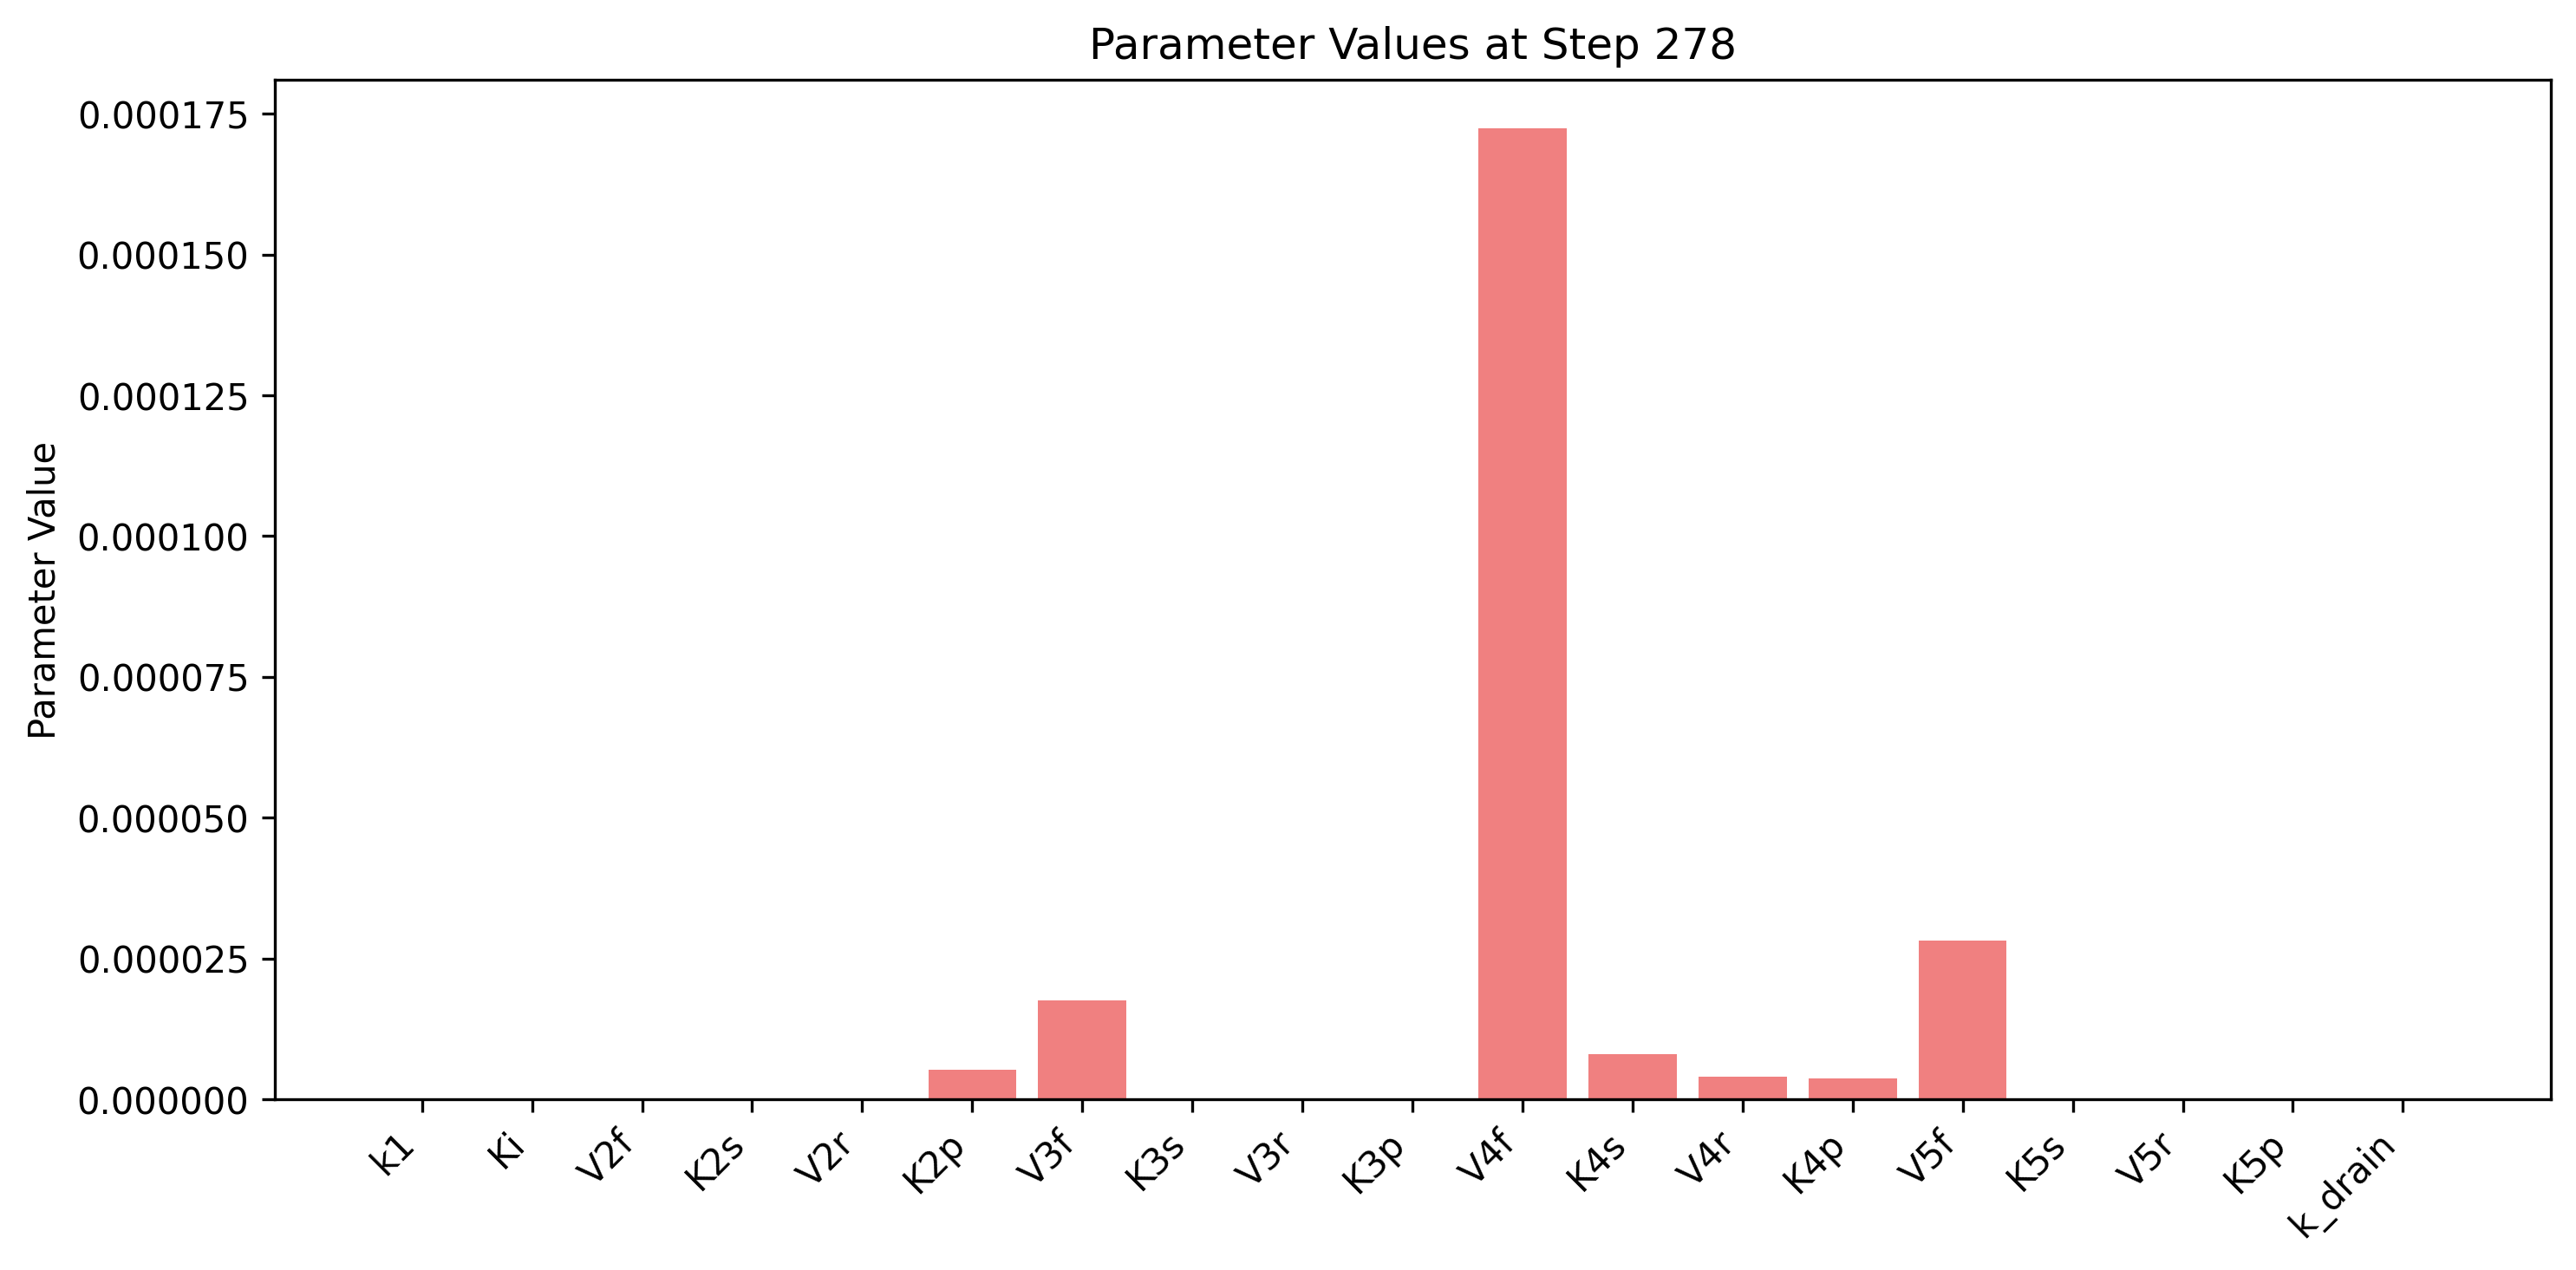 Parameter Values at Step 278
Parameter Value
0.000175
0.000150
0.000125
0.000100
0.000075
0.000050
0.000025
0.000000
k1
Ki
V2f
K2s
V2r
K2p
V3f
K3s
V3r
K3p
V4f
K4s
V4r
K4p
V5f
K5s
V5r
K5p
k_drain